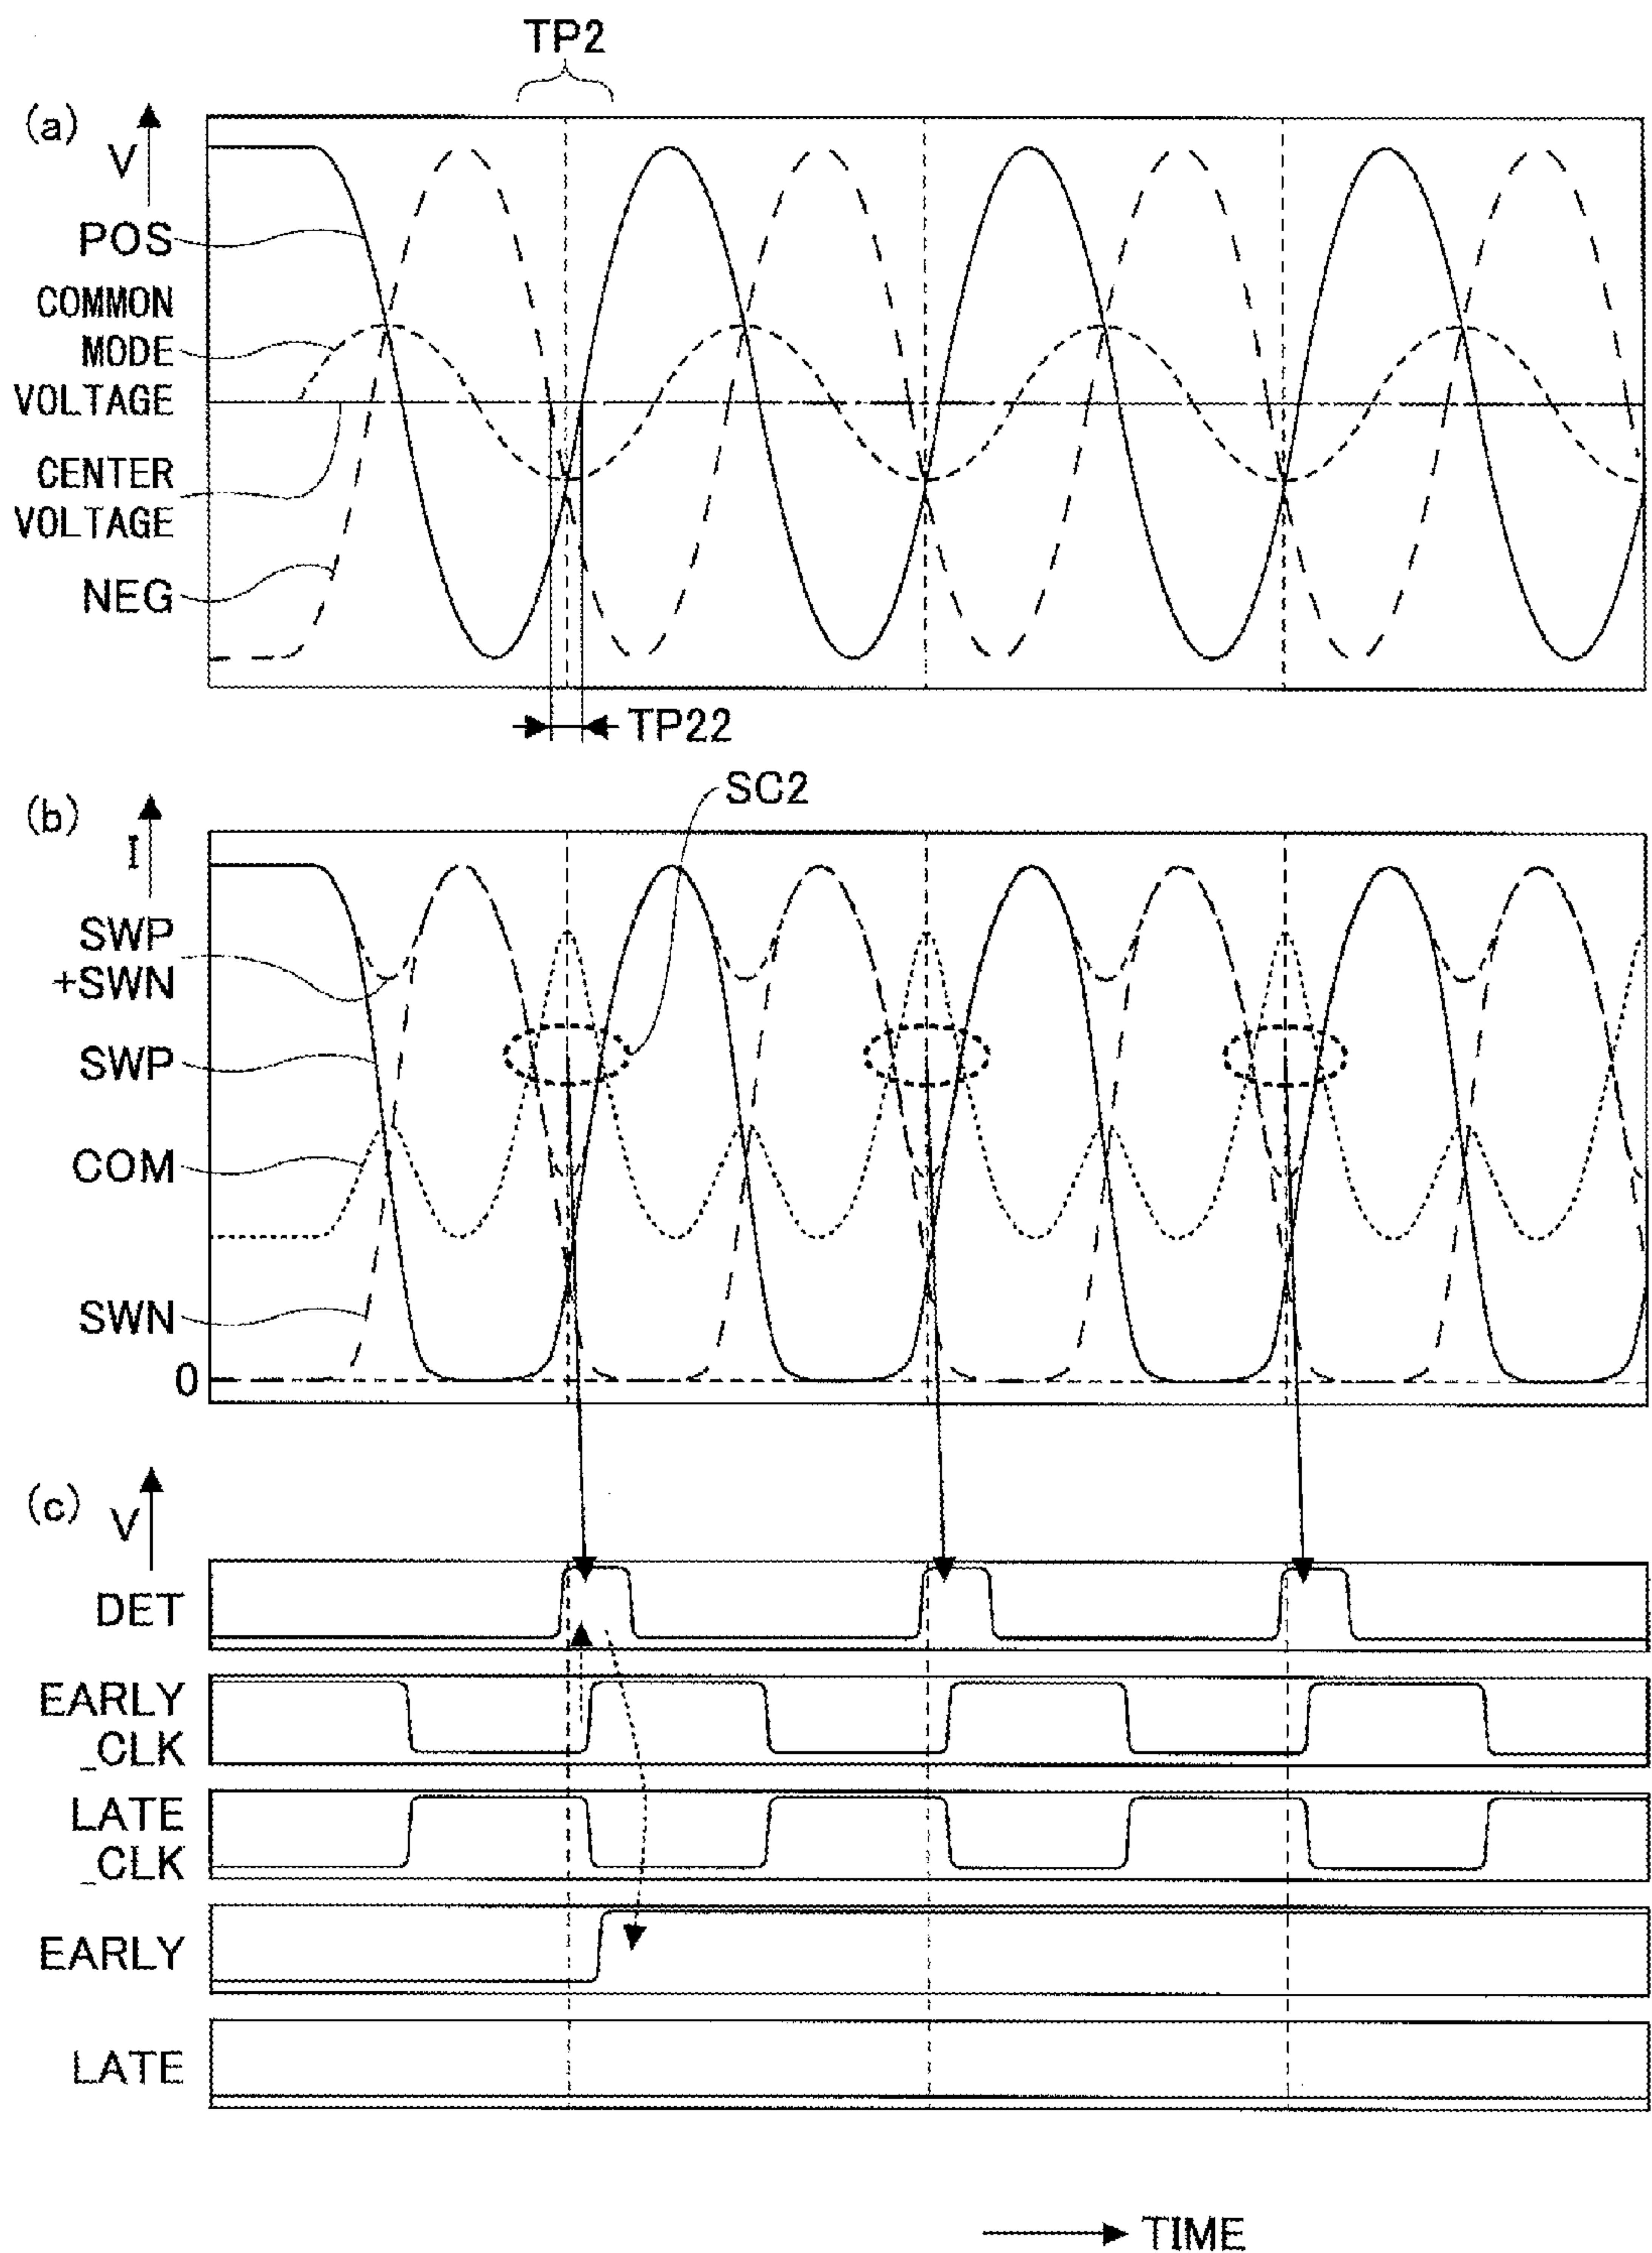 TP2
(a)
V
POS
COMMON
MODE
VOLTAGE
CENTER
VOLTAGE
NEG
TP22
(b)
SC2
I
SWP
+SWN
SWP
COM
SWN
0
(c)
V
DET
EARLY
_CLK
LATE
_CLK
EARLY
LATE
TIME